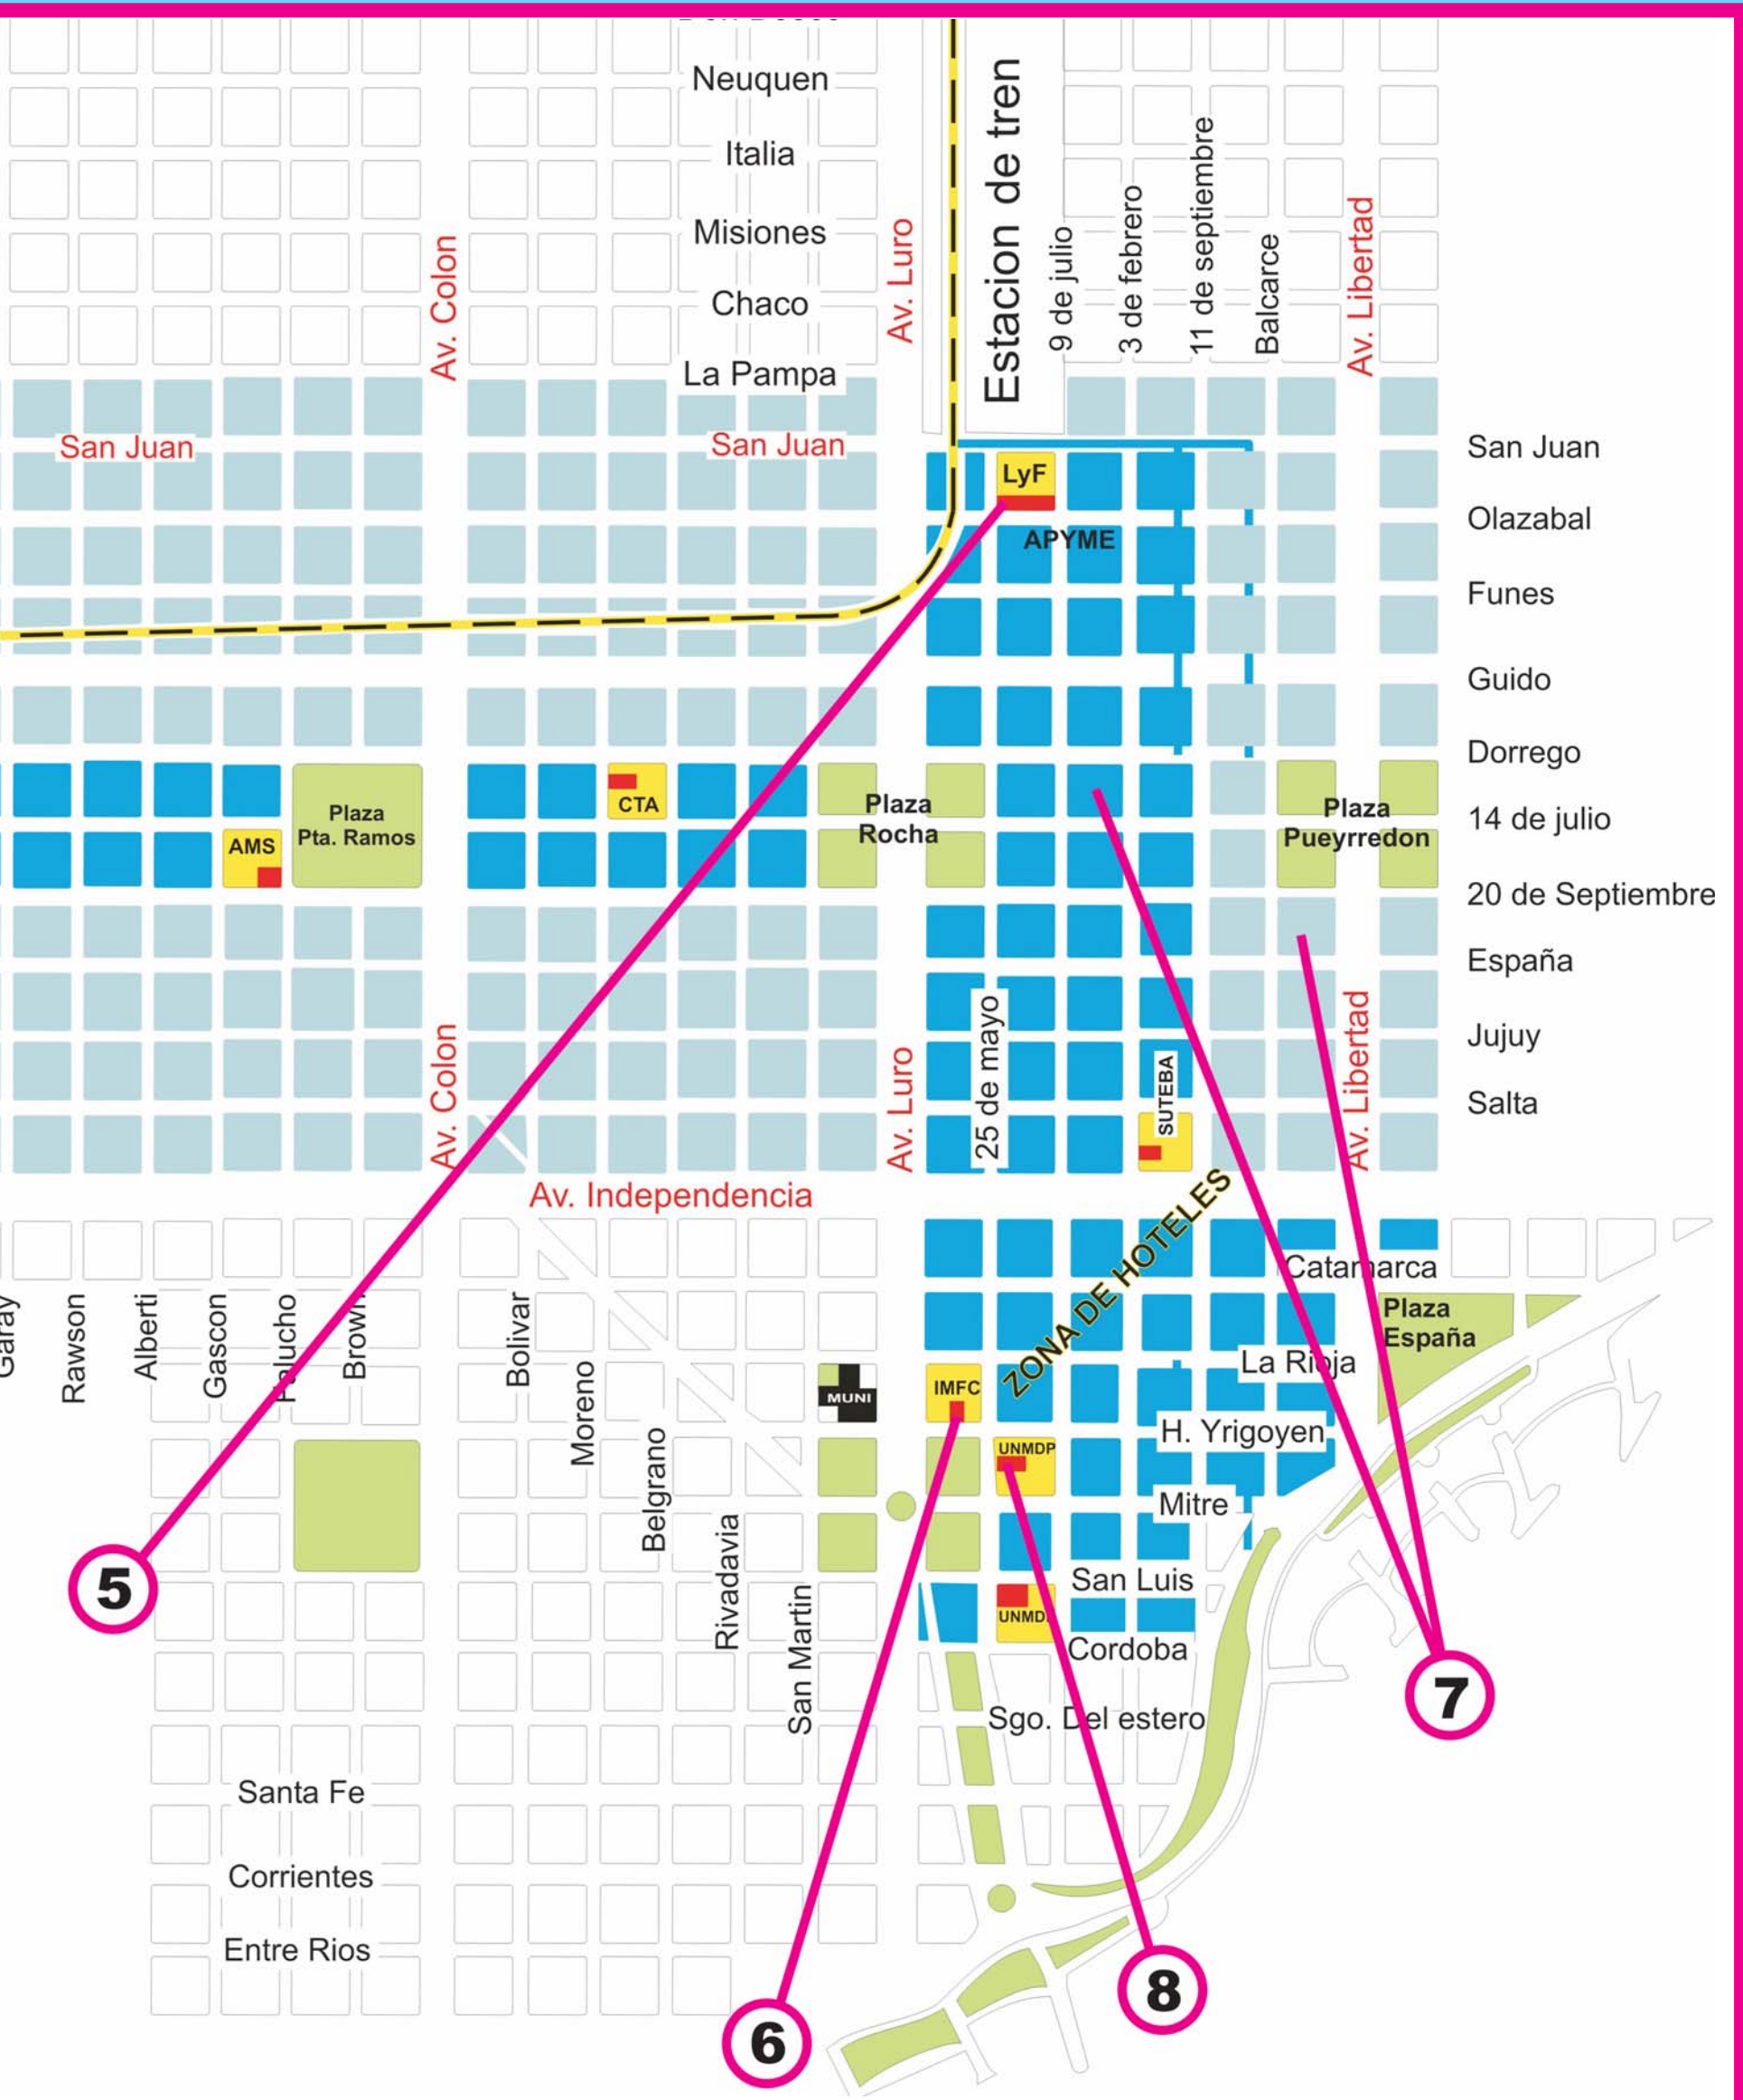 Neuquen
Italia
Misiones
Chaco
La Pampa
Av. Colon
Av. Luro
Estacion de tren
9 de julio
3 de febrero
11 de septiembre
Balcarce
Av. Libertad
San Juan
San Juan
San Juan
LyF
Olazabal
APYME
Funes
Guido
Dorrego
Plaza
Pta. Ramos
CTA
Plaza
Rocha
Plaza
Pueyrredon
14 de julio
AMS
20 de Septiembre
España
Jujuy
Salta
Av. Colon
Av. Luro
25 de mayo
SUTEBA
Av. Libertad
Av. Independencia
ZONA DE HOTELES
Catamarca
Plaza
España
La Rioja
Garay
Rawson
Alberti
Gascon
Brown
Bolivar
Moreno
Belgrano
Rivadavia
San Martin
MUNI
IMFC
H. Yrigoyen
UNMDP
Mitre
San Luis
UNMD
Cordoba
Sgo. Del estero
5
7
Santa Fe
Corrientes
Entre Rios
6
8